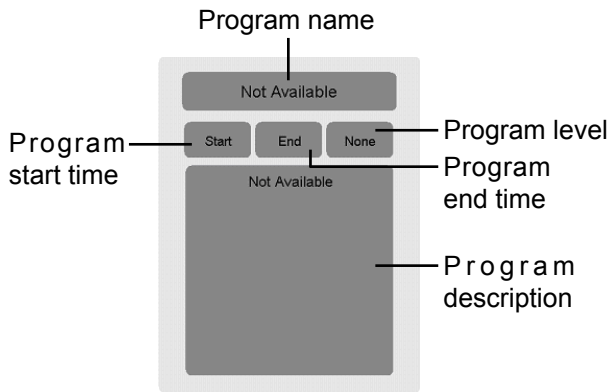 Program name
Not Available
Start End None
Program level
Program
start time
Program
end time
Not Available
Program
description